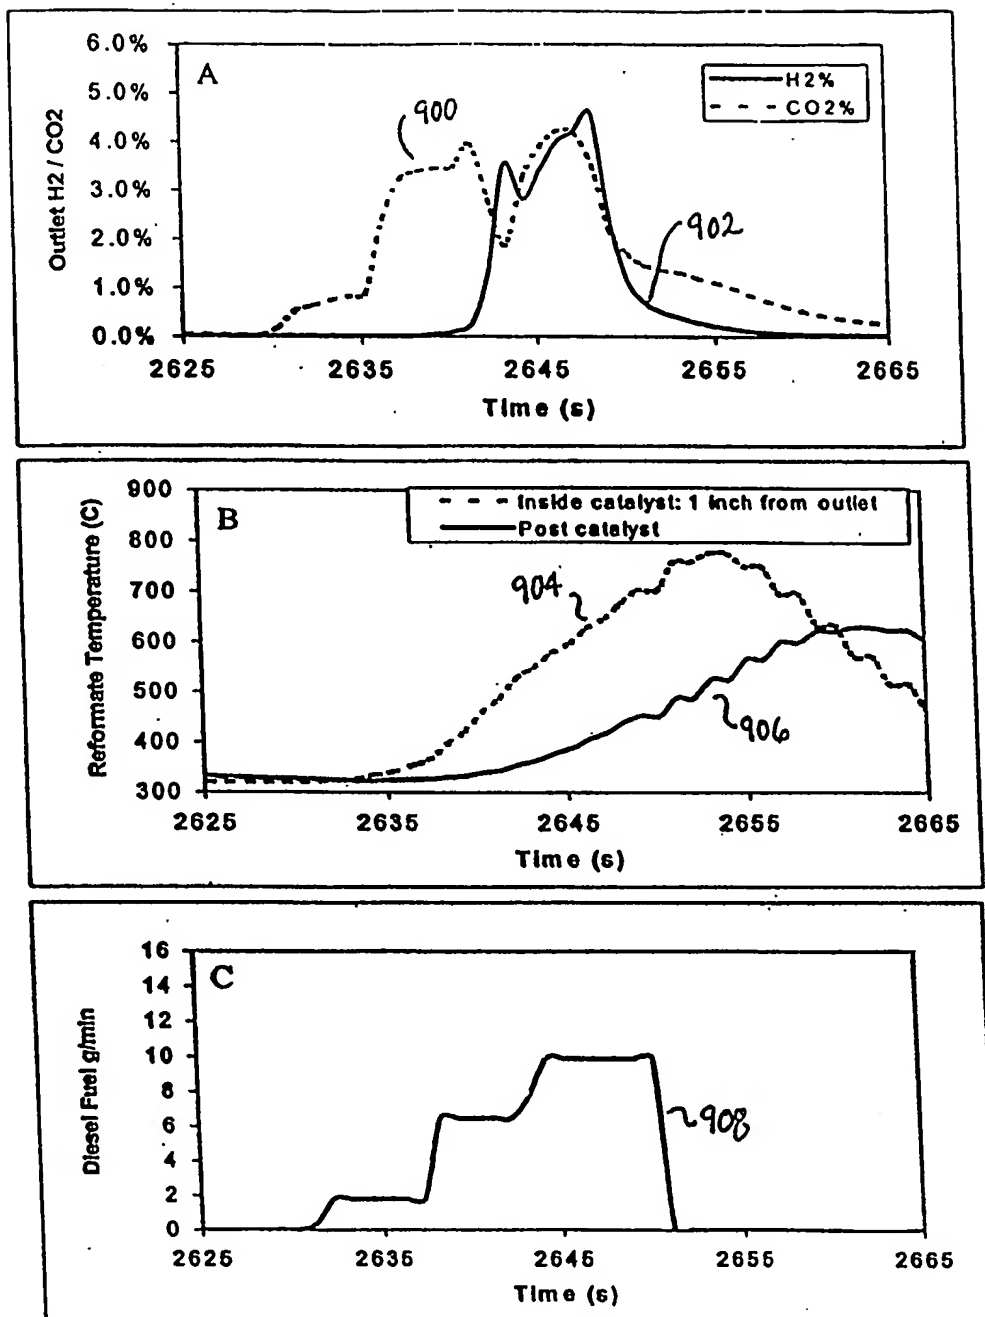 6.0%
A
H2%
5.0%
CO2%
900
4.0%
3.0%
902
2.0%
1.0%
0.0%
Outlet H2 / CO2
2625 2635 2645 2655 2665
Time (s)
900
Inside catalyst: 1 inch from outlet
B
Post catalyst
800
904
700
600
500
906
400
300
Reformate Temperature (C)
2625 2635 2645 2655 2665
Time (s)
16
C
14
12
10
8
908
6
4
2
0
Diesel Fuel g/min
2625 2635 2645 2655 2665
Time (s)